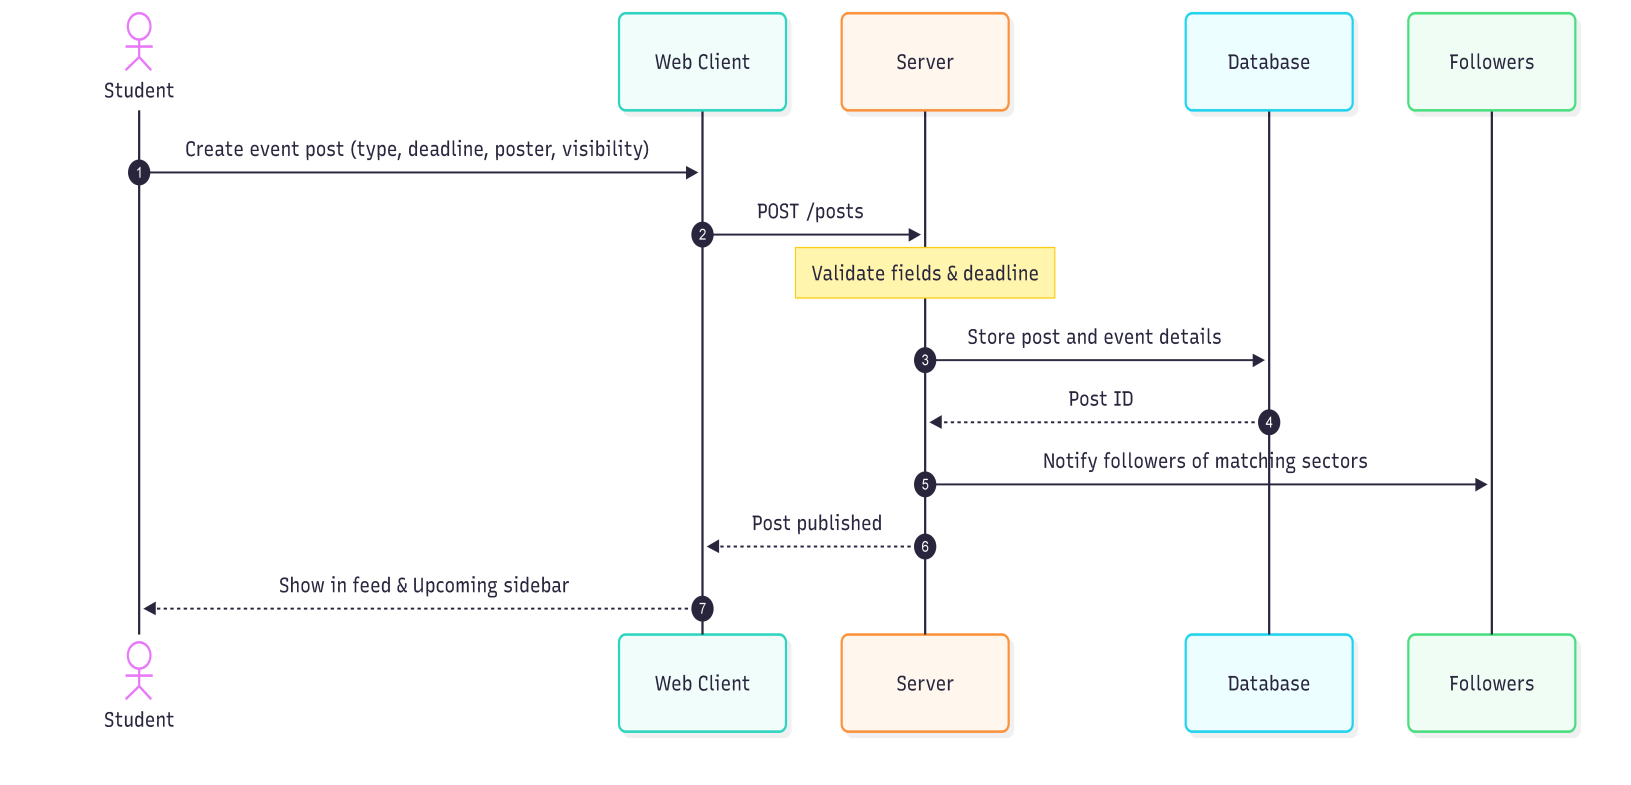 Student
Web Client
Server
Database
Followers
Create event post (type, deadline, poster, visibility)
1
POST /posts
2
Validate fields & deadline
Store post and event details
3
Post ID
4
Notify followers of matching sectors
5
Post published
6
Show in feed & Upcoming sidebar
7
Student
Web Client
Server
Database
Followers